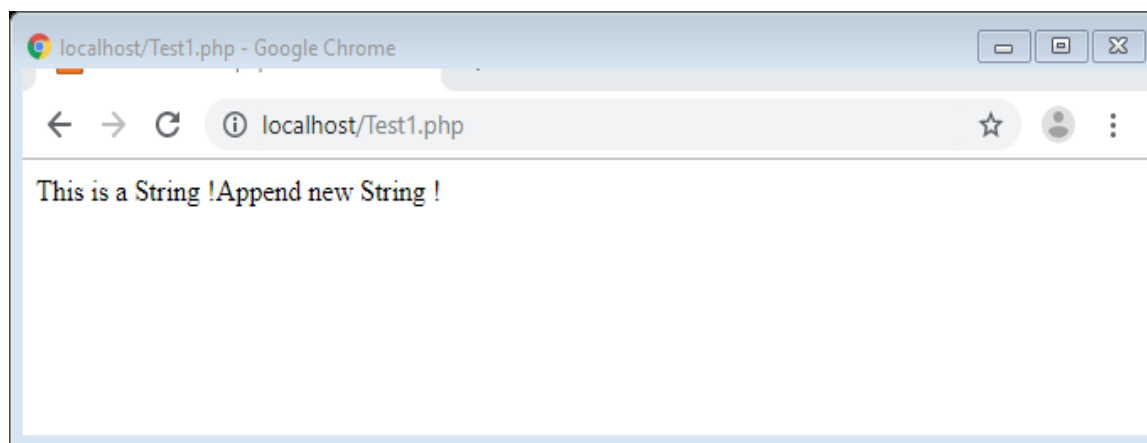 localhost/Test1.php - Google Chrome
localhost/Test1.php
This is a String !Append new String !